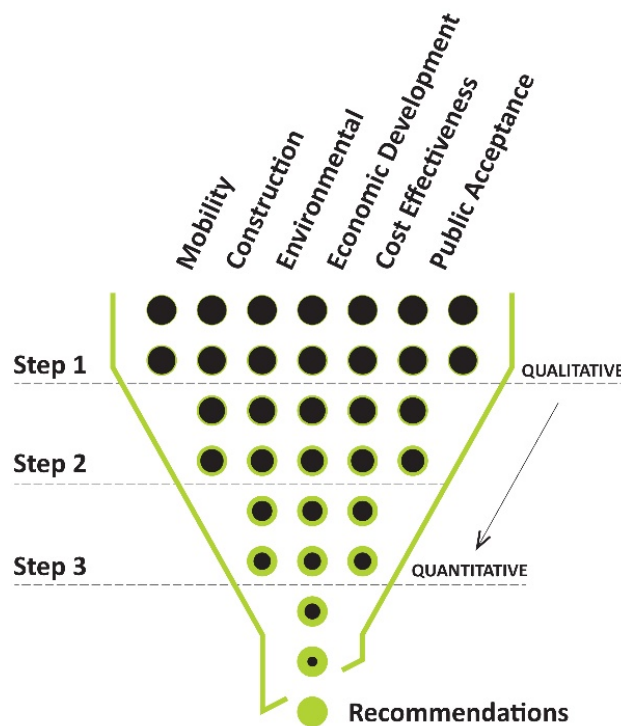 Mobility
Construction
Environmental
Economic Development
Cost Effectiveness
Public Acceptance
Step 1
QUALITATIVE
Step 2
Step 3
QUANTITATIVE
Recommendations